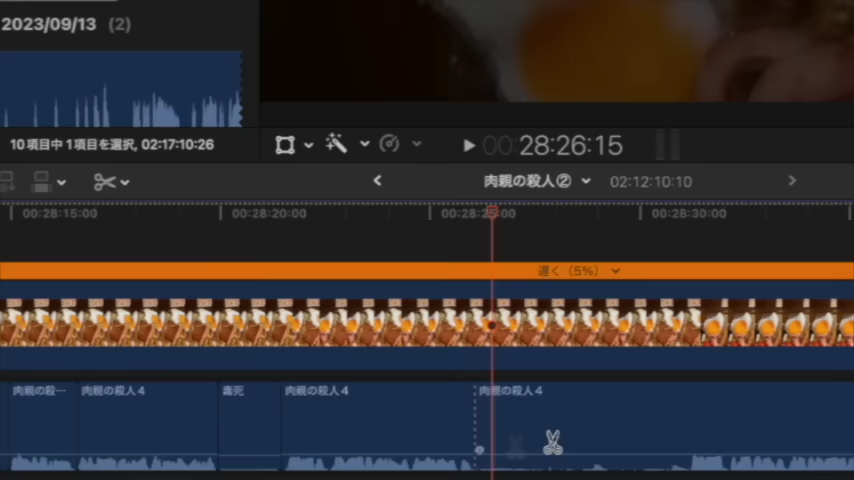 2023/09/13 (2)
10項目中1項目を選択, 02:17:10:26
00:28:26:15
肉親の殺人② 02:12:10:10
00:28:15:00 00:28:20:00 00:28:25:00 00:28:30:00
遅く (5%)
肉親の殺… 肉親の殺人4 毒死 肉親の殺人4 肉親の殺人4